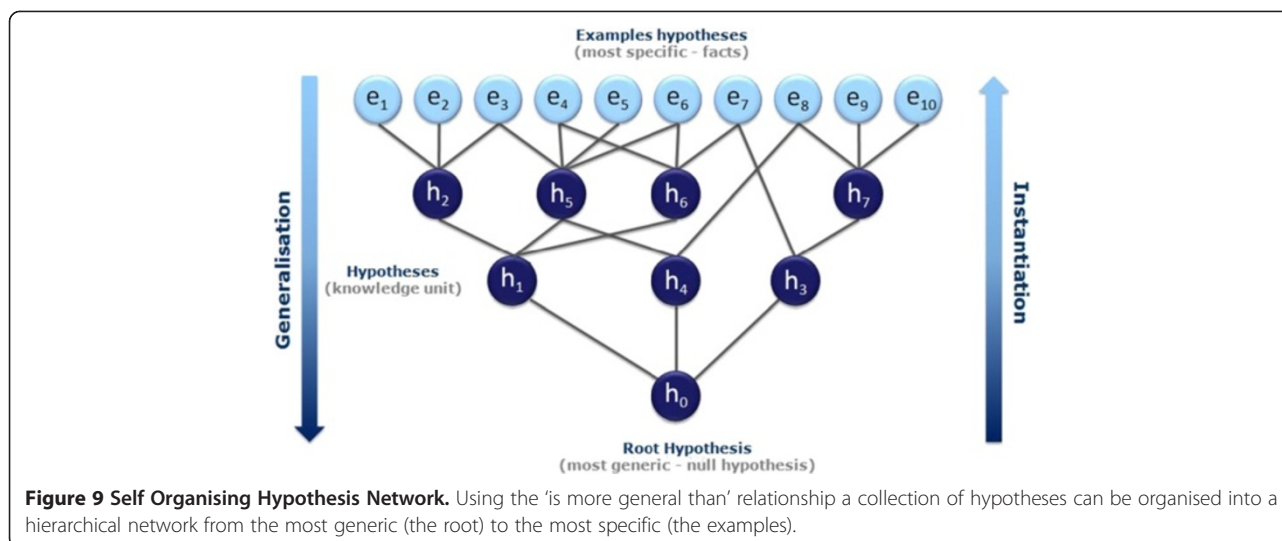 Examples hypotheses
(most specific - facts)
e₁ e₂ e₃ e₄ e₅ e₆ e₇ e₈ e₉ e₁₀
Generalisation
Instantiation
h₂ h₅ h₆ h₇
Hypotheses
(knowledge unit)
h₁ h₄ h₃
h₀
Root Hypothesis
(most generic - null hypothesis)
Figure 9 Self Organising Hypothesis Network. Using the ‘is more general than’ relationship a collection of hypotheses can be organised into a
hierarchical network from the most generic (the root) to the most specific (the examples).